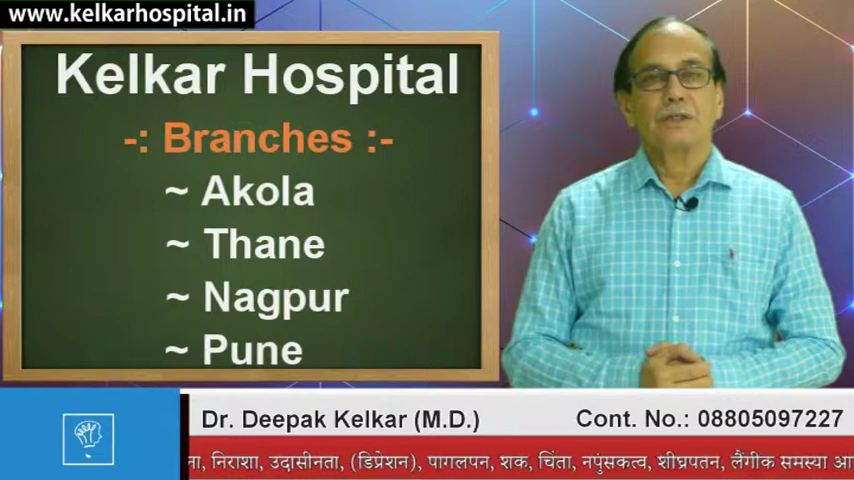 www.kelkarhospital.in
Kelkar Hospital
-: Branches :-
~ Akola
~ Thane
~ Nagpur
~ Pune
Dr. Deepak Kelkar (M.D.)
Cont. No.: 08805097227
निराशा, उदासीनता, (डिप्रेशन), पागलपन, शक, चिंता, नपुंसकत्व, शीघ्रपतन, लैंगीक समस्या